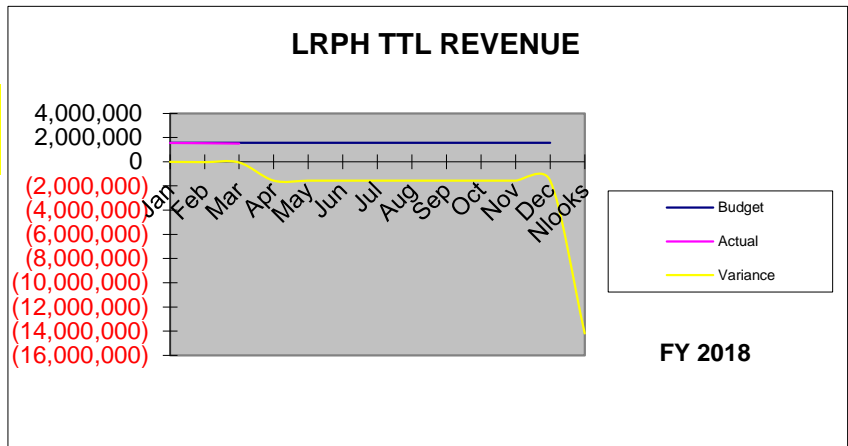 LRPH TTL REVENUE
4,000,000
2,000,000
0
(2,000,000)
(4,000,000)
(6,000,000)
(8,000,000)
(10,000,000)
(12,000,000)
(14,000,000)
(16,000,000)
Jan
Feb
Mar
Apr
May
Jun
Jul
Aug
Sep
Oct
Nov
Dec
Nlooks
Budget
Actual
Variance
FY 2018